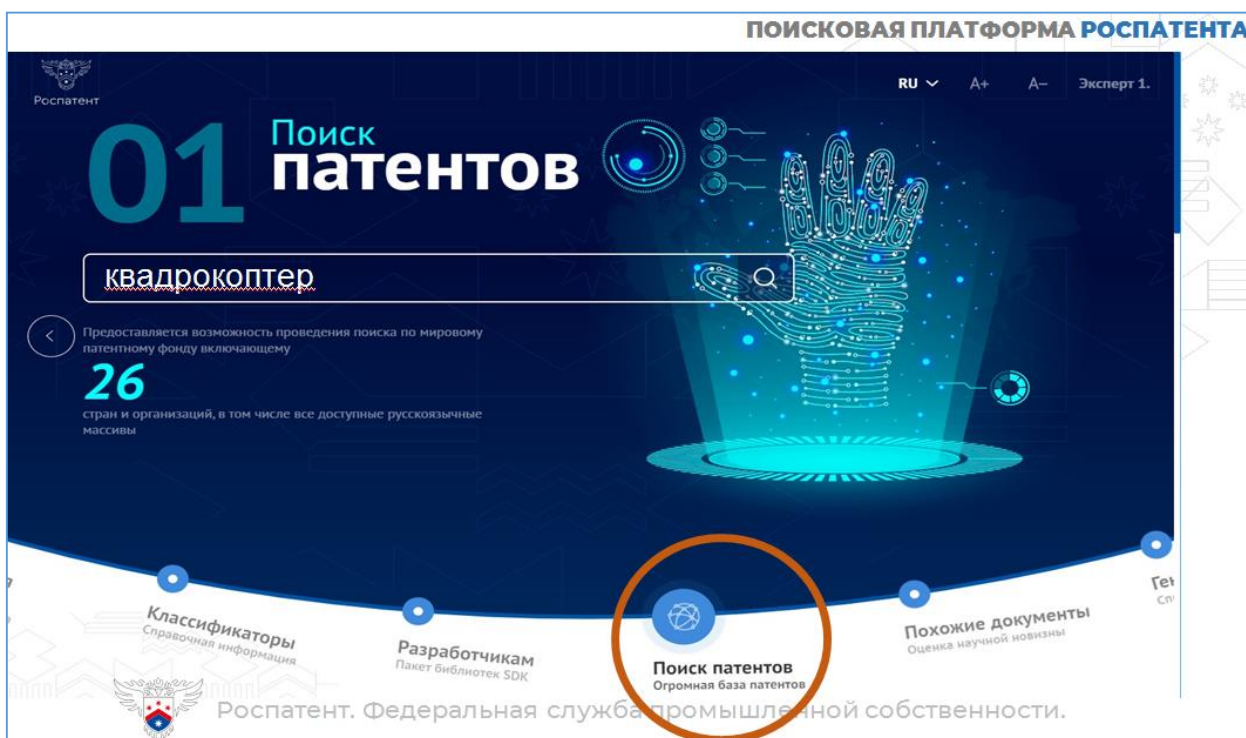 ПОИСКОВАЯ ПЛАТФОРМА РОСПАТЕНТА
Роспатент
RU
A+
A−
Эксперт 1.
01
Поиск
патентов
квадрокоптер
Предоставляется возможность проведения поиска по мировому
патентному фонду включающему
26
стран и организаций, в том числе все доступные русскоязычные
массивы
Классификаторы
Справочная информация
Разработчикам
Пакет библиотек SDK
Поиск патентов
Огромная база патентов
Похожие документы
Оценка научной новизны
Роспатент. Федеральная служба промышленной собственности.